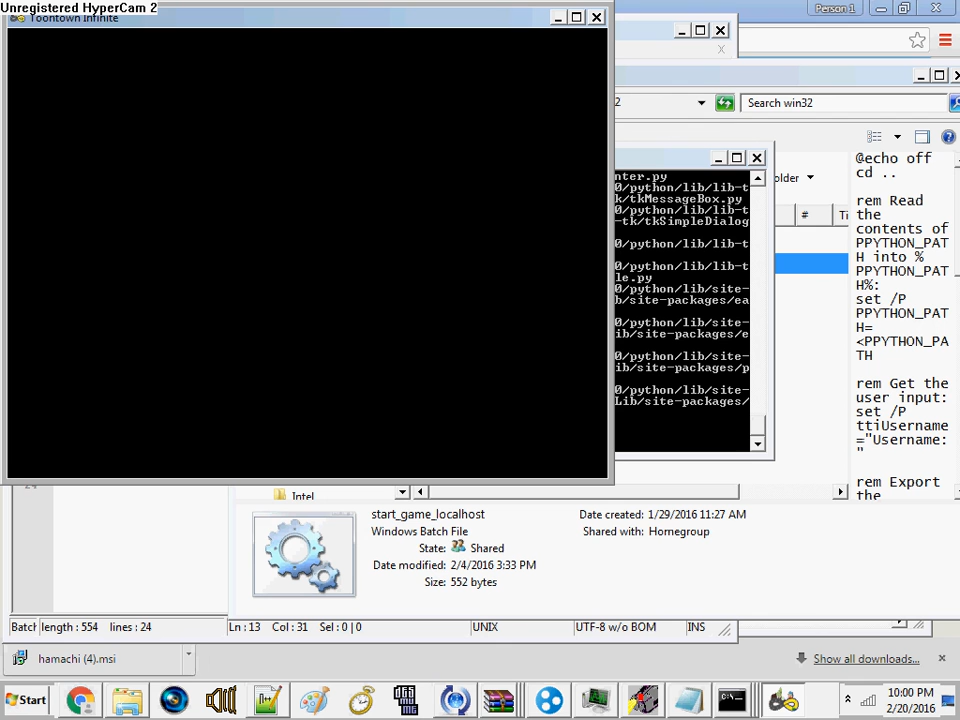 Unregistered HyperCam 2
Toontown Infinite
Person 1
2
Search win32
older
#
Ti
nter.py
0/python/lib/lib-t
k/tkMessageBox.py
0/python/lib/lib-t
-tk/tkSimpleDialog
0/python/lib/lib-t
0/python/lib/lib-t
le.py
0/python/lib/site-
b/site-packages/ea
0/python/lib/site-
ib/site-packages/e
0/python/lib/site-
ib/site-packages/p
0/python/lib/site-
Lib/site-packages/
@echo off
cd ..
rem Read
the
contents of
PPYTHON_PAT
H into %
PPYTHON_PAT
H%:
set /P
PPYTHON_PAT
H=
<PPYTHON_PA
TH
rem Get the
user input:
set /P
ttiUsername
="Username:
"
rem Export
the
24
Intel
start_game_localhost
Windows Batch File
State: Shared
Date modified: 2/4/2016 3:33 PM
Size: 552 bytes
Date created: 1/29/2016 11:27 AM
Shared with: Homegroup
Batch length : 554 lines : 24
Ln : 13 Col : 31 Sel : 0 | 0
UNIX
UTF-8 w/o BOM
INS
hamachi (4).msi
Show all downloads...
Start
10:00 PM
2/20/2016